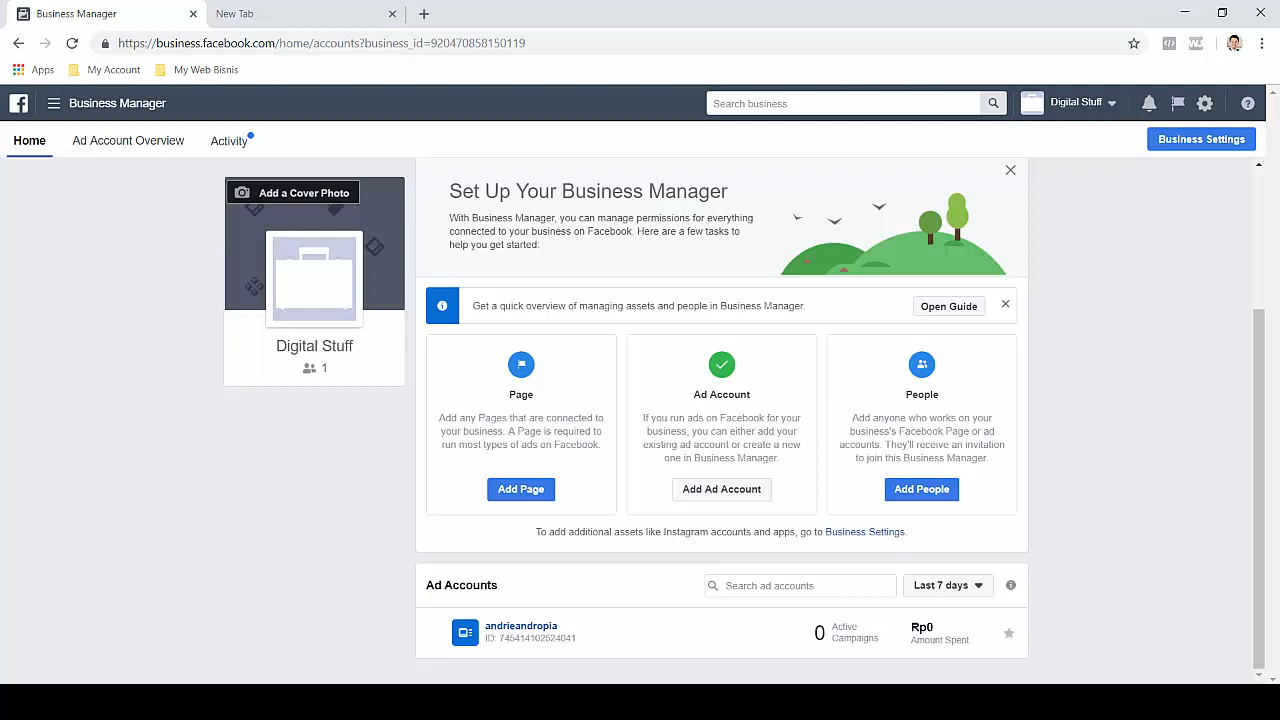 Business Manager
New Tab
https://business.facebook.com/home/accounts?business_id=920470858150119
Apps
My Account
My Web Bisnis
Business Manager
Search business
Digital Stuff
Home
Ad Account Overview
Activity
Business Settings
Add a Cover Photo
Digital Stuff
1
Set Up Your Business Manager
With Business Manager, you can manage permissions for everything
connected to your business on Facebook. Here are a few tasks to
help you get started:
Get a quick overview of managing assets and people in Business Manager.
Open Guide
Page
Add any Pages that are connected to
your business. A Page is required to
run most types of ads on Facebook.
Add Page
Ad Account
If you run ads on Facebook for your
business, you can either add your
existing ad account or create a new
one in Business Manager.
Add Ad Account
People
Add anyone who works on your
business's Facebook Page or ad
accounts. They'll receive an invitation
to join this Business Manager.
Add People
To add additional assets like Instagram accounts and apps, go to Business Settings.
Ad Accounts
Search ad accounts
Last 7 days
andrieandropia
ID: 745414102524041
0
Active
Campaigns
Rp0
Amount Spent